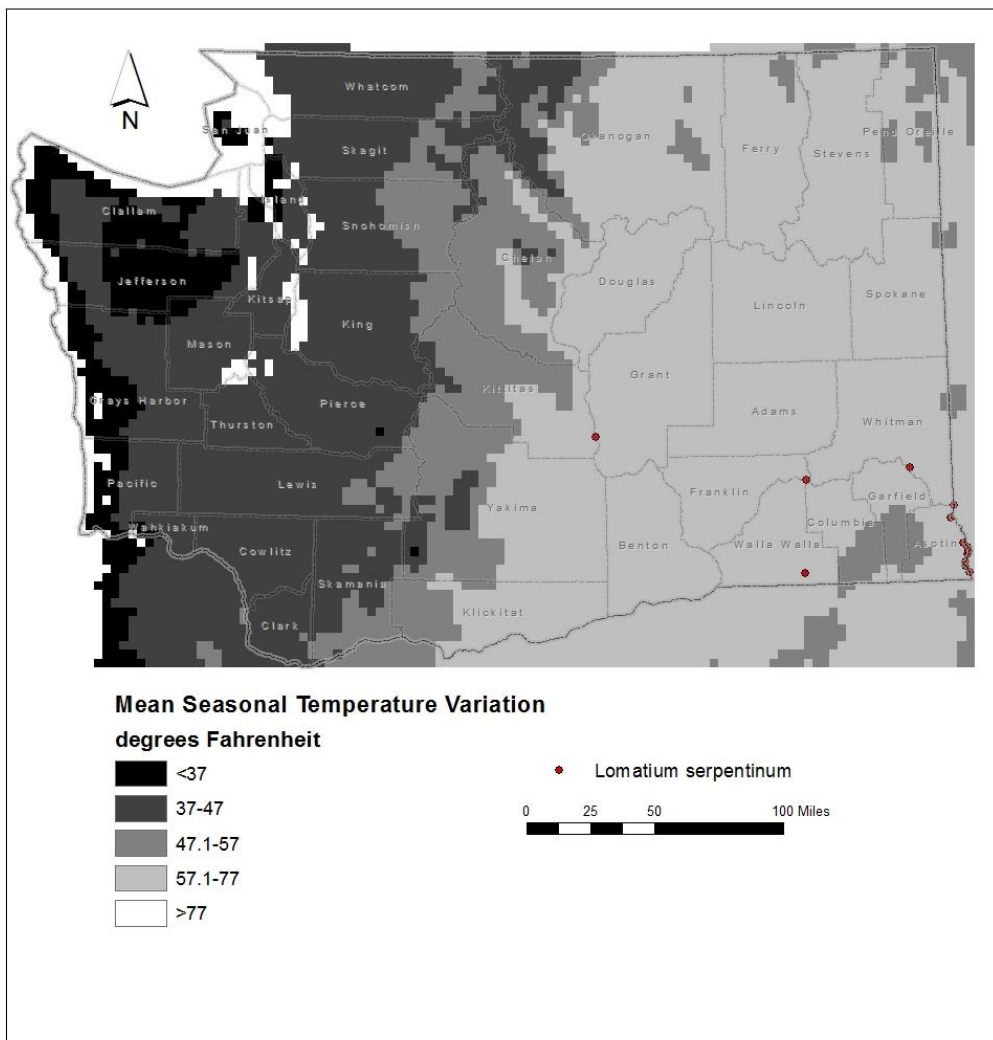 N
Whatcom
San Juan
Skagit
Okanogan
Ferry
Stevens
Pend Oreille
Island
Clallam
Snohomish
Chelan
Jefferson
Kitsap
Douglas
Lincoln
Spokane
King
Mason
Kittitas
Grant
Grays Harbor
Pierce
Adams
Whitman
Thurston
Pacific
Lewis
Yakima
Franklin
Garfield
Columbia
Wahkiakum
Cowlitz
Benton
Walla Walla
Asotin
Skamania
Klickitat
Clark
Mean Seasonal Temperature Variation
degrees Fahrenheit
<37
37-47
47.1-57
57.1-77
>77
Lomatium serpentinum
0 25 50 100 Miles